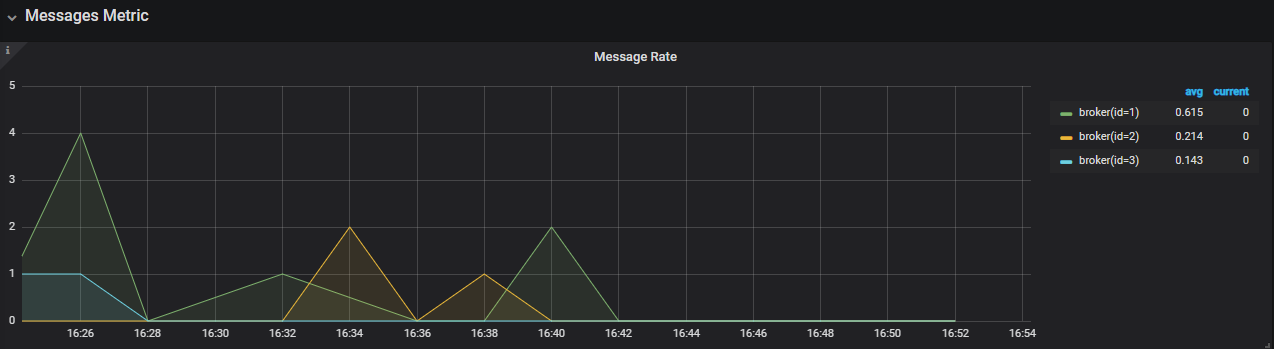 Messages Metric
i
Message Rate
5
4
3
2
1
0
16:26 16:28 16:30 16:32 16:34 16:36 16:38 16:40 16:42 16:44 16:46 16:48 16:50 16:52 16:54
avg current
broker(id=1) 0.615 0
broker(id=2) 0.214 0
broker(id=3) 0.143 0